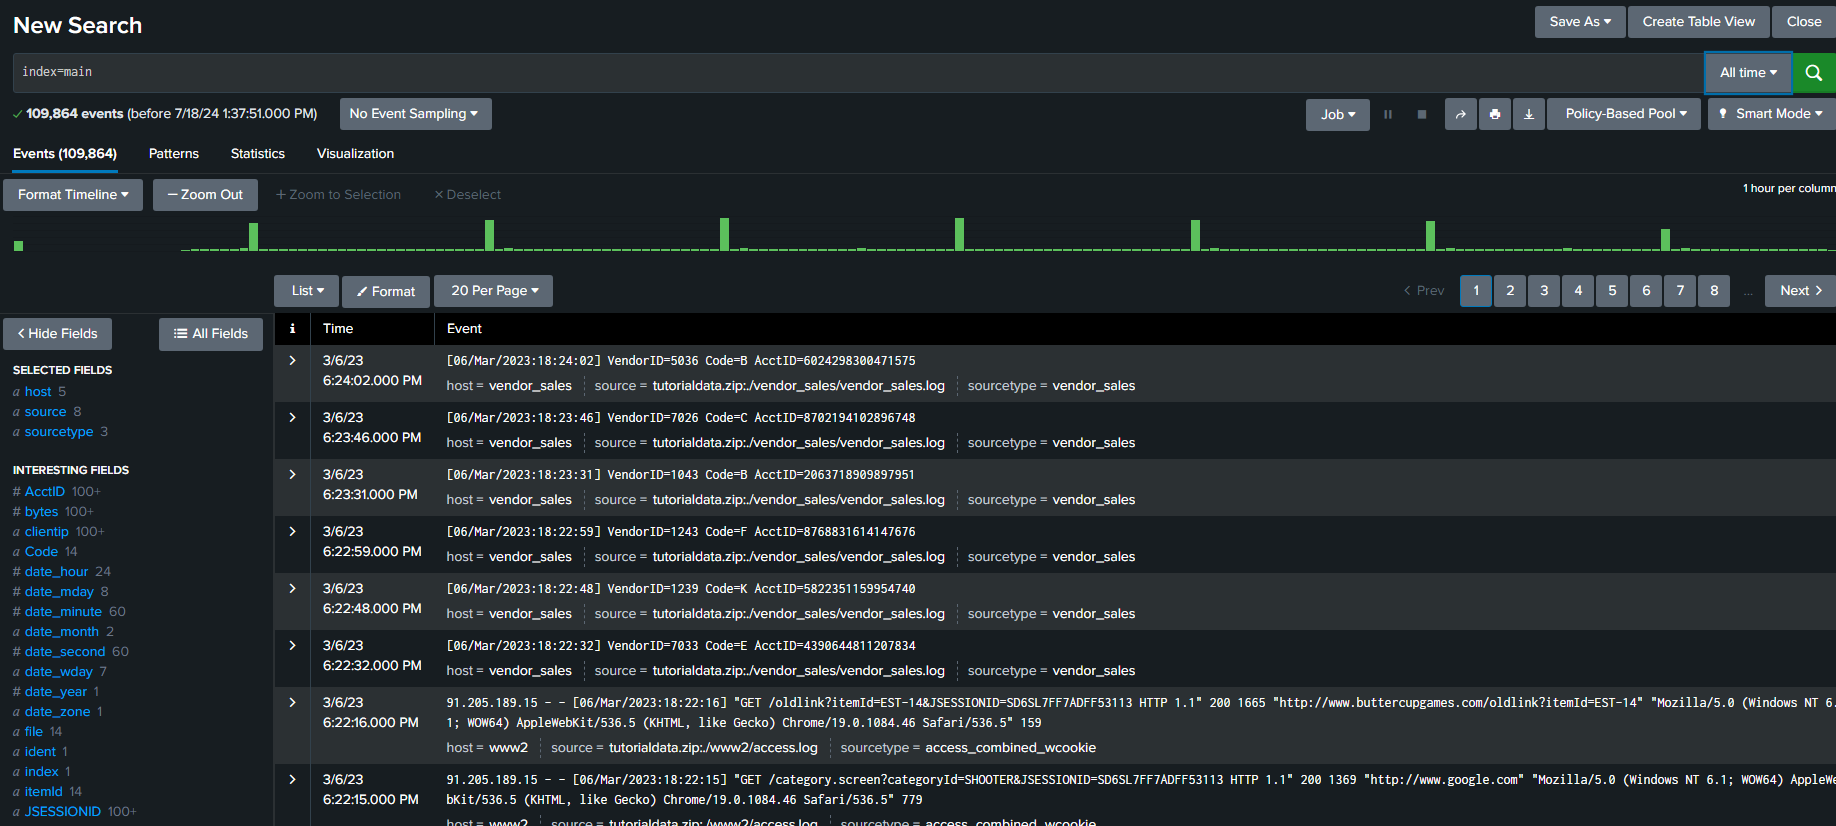 New Search
Save As
Create Table View
Close
index=main
All time
109,864 events (before 7/18/24 1:37:51.000 PM)
No Event Sampling
Job
Policy-Based Pool
Smart Mode
Events (109,864)
Patterns
Statistics
Visualization
Format Timeline
— Zoom Out
+ Zoom to Selection
× Deselect
1 hour per column
List
Format
20 Per Page
< Prev
1 2 3 4 5 6 7 8 ... Next >
< Hide Fields
All Fields
i Time Event
SELECTED FIELDS
a host 5
a source 8
a sourcetype 3
INTERESTING FIELDS
# AcctID 100+
# bytes 100+
a clientip 100+
a Code 14
# date_hour 24
# date_mday 8
# date_minute 60
a date_month 2
# date_second 60
a date_wday 7
# date_year 1
a date_zone 1
a file 14
a ident 1
a index 1
a itemId 14
a JSESSIONID 100+
3/6/23
6:24:02.000 PM
[06/Mar/2023:18:24:02] VendorID=5036 Code=B AcctID=6024298300471575
host = vendor_sales source = tutorialdata.zip:./vendor_sales/vendor_sales.log sourcetype = vendor_sales
3/6/23
6:23:46.000 PM
[06/Mar/2023:18:23:46] VendorID=7026 Code=C AcctID=8702194102896748
host = vendor_sales source = tutorialdata.zip:./vendor_sales/vendor_sales.log sourcetype = vendor_sales
3/6/23
6:23:31.000 PM
[06/Mar/2023:18:23:31] VendorID=1043 Code=B AcctID=2063718909897951
host = vendor_sales source = tutorialdata.zip:./vendor_sales/vendor_sales.log sourcetype = vendor_sales
3/6/23
6:22:59.000 PM
[06/Mar/2023:18:22:59] VendorID=1243 Code=F AcctID=8768831614147676
host = vendor_sales source = tutorialdata.zip:./vendor_sales/vendor_sales.log sourcetype = vendor_sales
3/6/23
6:22:48.000 PM
[06/Mar/2023:18:22:48] VendorID=1239 Code=K AcctID=5822351159954740
host = vendor_sales source = tutorialdata.zip:./vendor_sales/vendor_sales.log sourcetype = vendor_sales
3/6/23
6:22:32.000 PM
[06/Mar/2023:18:22:32] VendorID=7033 Code=E AcctID=4390644811207834
host = vendor_sales source = tutorialdata.zip:./vendor_sales/vendor_sales.log sourcetype = vendor_sales
3/6/23
6:22:16.000 PM
91.205.189.15 - - [06/Mar/2023:18:22:16] "GET /oldlink?itemId=EST-14&JSESSIONID=SD6SL7FF7ADFF53113 HTTP 1.1" 200 1665 "http://www.buttercupgames.com/oldlink?itemId=EST-14" "Mozilla/5.0 (Windows NT 6.
1; WOW64) AppleWebKit/536.5 (KHTML, like Gecko) Chrome/19.0.1084.46 Safari/536.5" 159
host = www2 source = tutorialdata.zip:./www2/access.log sourcetype = access_combined_wcookie
3/6/23
6:22:15.000 PM
91.205.189.15 - - [06/Mar/2023:18:22:15] "GET /category.screen?categoryId=SHOOTER&JSESSIONID=SD6SL7FF7ADFF53113 HTTP 1.1" 200 1369 "http://www.google.com" "Mozilla/5.0 (Windows NT 6.1; WOW64) AppleWe
bKit/536.5 (KHTML, like Gecko) Chrome/19.0.1084.46 Safari/536.5" 779
host = www2 source = tutorialdata.zip:./www2/access.log sourcetype = access_combined_wcookie